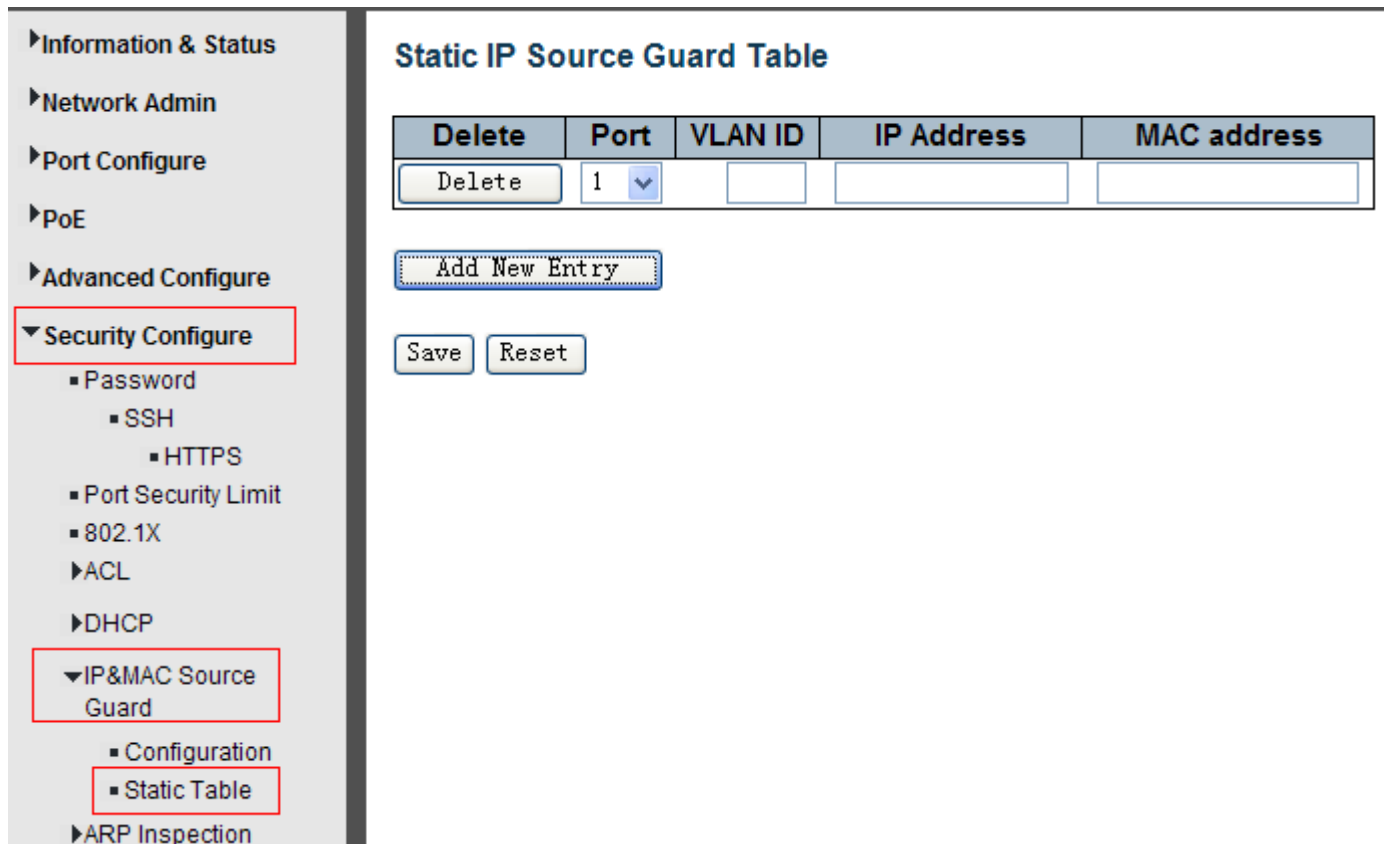 Information & Status
Network Admin
Port Configure
PoE
Advanced Configure
Security Configure
Password
SSH
HTTPS
Port Security Limit
802.1X
ACL
DHCP
IP&MAC Source
Guard
Configuration
Static Table
ARP Inspection
Static IP Source Guard Table
Delete Port VLAN ID IP Address MAC address
Delete 1
Add New Entry
Save Reset